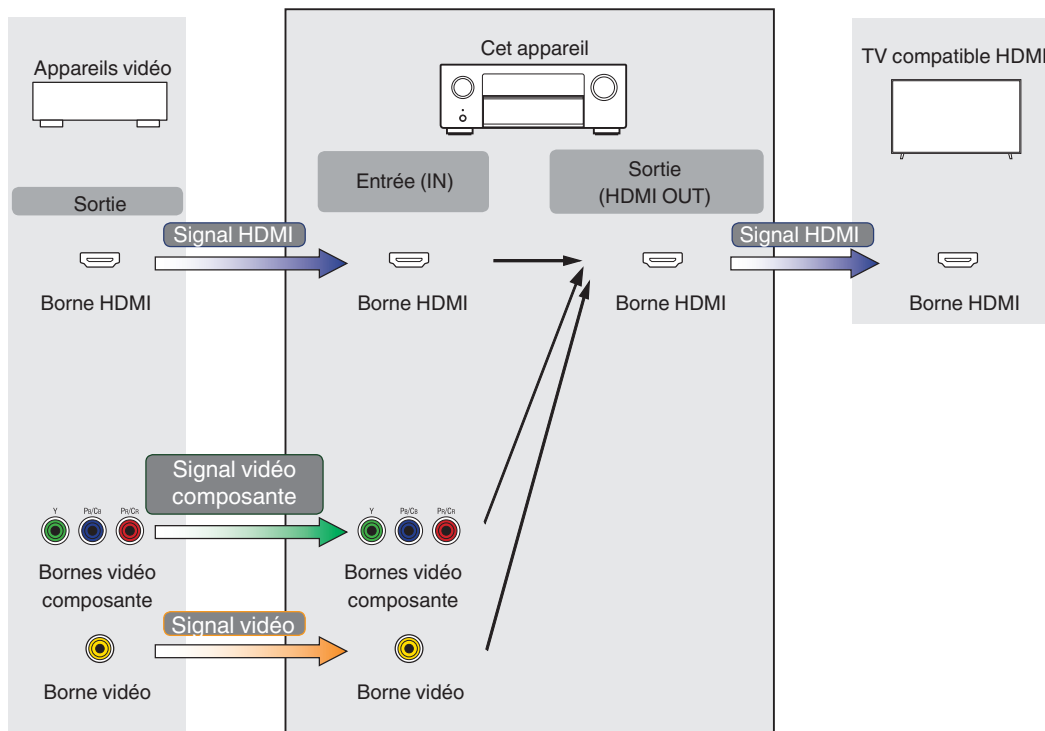 Appareils vidéo
Cet appareil
TV compatible HDMI
Sortie
Entrée (IN)
Sortie
(HDMI OUT)
Signal HDMI
Signal HDMI
Borne HDMI
Borne HDMI
Borne HDMI
Borne HDMI
Signal vidéo
composante
Y PB/CB PR/CR
Y PB/CB PR/CR
Bornes vidéo
composante
Bornes vidéo
composante
Signal vidéo
Borne vidéo
Borne vidéo